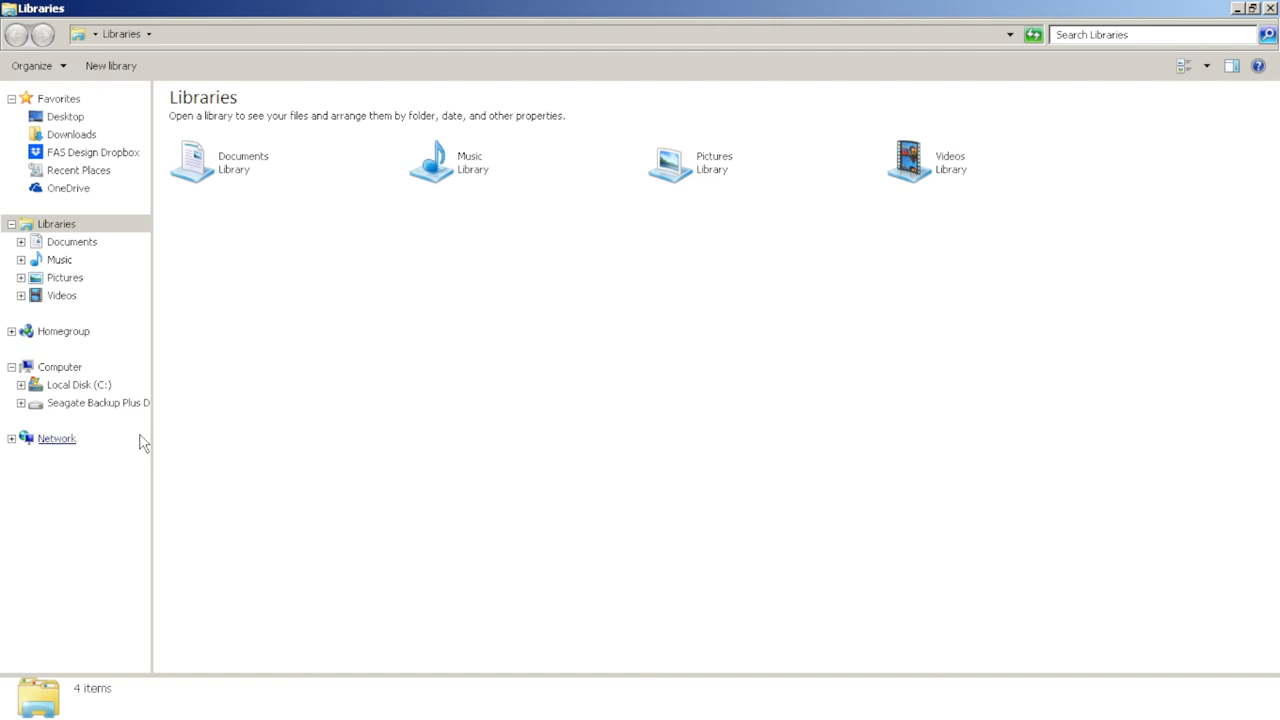 Libraries
Libraries
Search Libraries
Organize
New library
Favorites
Desktop
Downloads
FAS Design Dropbox
Recent Places
OneDrive
Libraries
Documents
Music
Pictures
Videos
Homegroup
Computer
Local Disk (C:)
Seagate Backup Plus D
Network
Libraries
Open a library to see your files and arrange them by folder, date, and other properties.
Documents
Library
Music
Library
Pictures
Library
Videos
Library
4 items